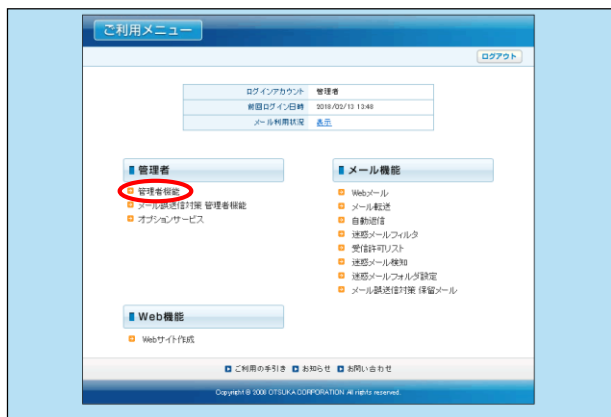 ご利用メニュー
ログアウト
ログインアカウント 管理者
前回ログイン日時 2018/02/13 13:48
メール利用状況 表示
管理者
管理者機能
メール誤送信対策 管理者機能
オプションサービス
メール機能
Webメール
メール転送
自動返信
迷惑メールフィルタ
受信許可リスト
迷惑メール検知
迷惑メールフォルダ設定
メール誤送信対策 保留メール
Web機能
Webサイト作成
ご利用の手引き お知らせ お問い合わせ
Copyright © 2008 OTSUKA CORPORATION All rights reserved.